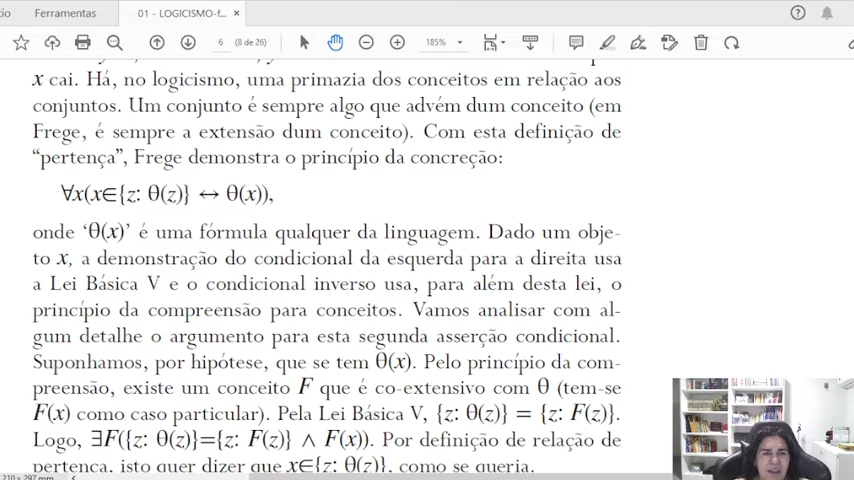 Ferramentas
01 - LOGICISMO-f... ×
6 (8 de 26)
185%
x cai. Há, no logicismo, uma primazia dos conceitos em relação aos
conjuntos. Um conjunto é sempre algo que advém dum conceito (em
Frege, é sempre a extensão dum conceito). Com esta definição de
“pertença”, Frege demonstra o princípio da concreção:
∀x(x∈{z: θ(z)} ↔ θ(x)),
onde ‘θ(x)’ é uma fórmula qualquer da linguagem. Dado um obje-
to x, a demonstração do condicional da esquerda para a direita usa
a Lei Básica V e o condicional inverso usa, para além desta lei, o
princípio da compreensão para conceitos. Vamos analisar com al-
gum detalhe o argumento para esta segunda asserção condicional.
Suponhamos, por hipótese, que se tem θ(x). Pelo princípio da com-
preensão, existe um conceito F que é co-extensivo com θ (tem-se
F(x) como caso particular). Pela Lei Básica V, {z: θ(z)} = {z: F(z)}.
Logo, ∃F({z: θ(z)}={z: F(z)} ∧ F(x)). Por definição de relação de
pertença, isto quer dizer que x∈{z: θ(z)}, como se queria.
210 x 297 mm